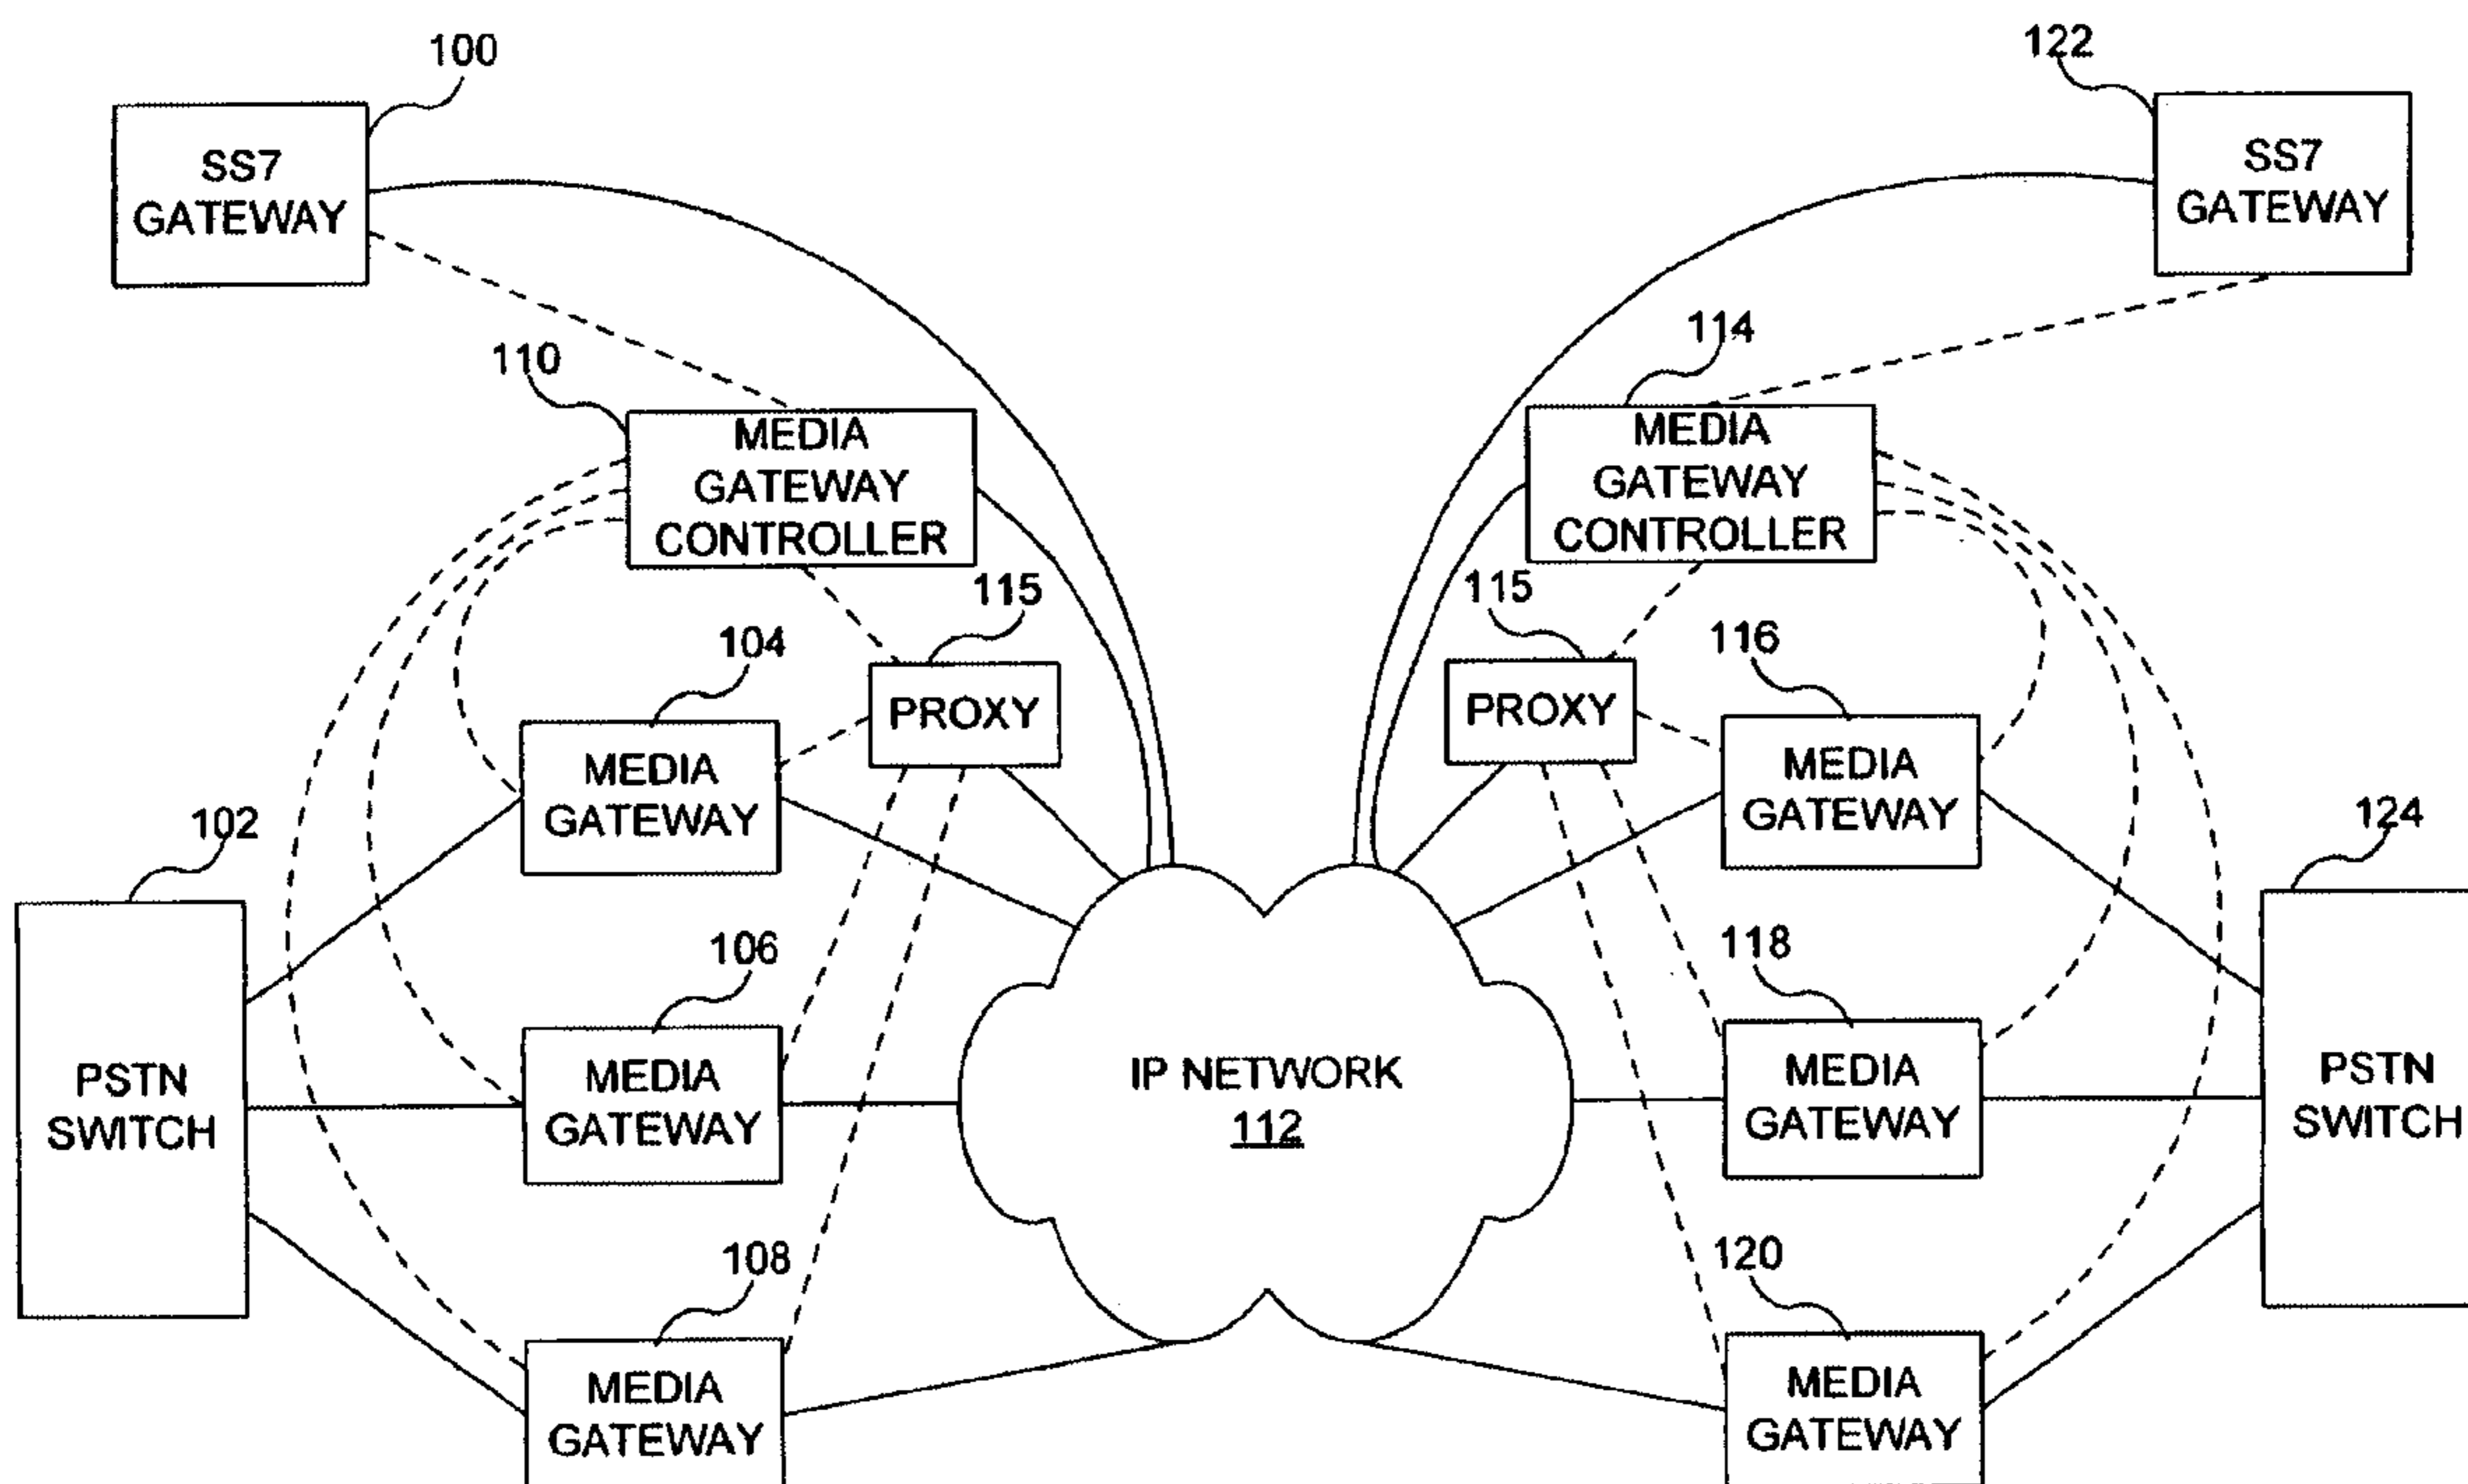 100
SS7
GATEWAY
122
SS7
GATEWAY
110
MEDIA
GATEWAY
CONTROLLER
114
MEDIA
GATEWAY
CONTROLLER
115
PROXY
115
PROXY
104
MEDIA
GATEWAY
116
MEDIA
GATEWAY
102
PSTN
SWITCH
124
PSTN
SWITCH
106
MEDIA
GATEWAY
IP NETWORK
112
118
MEDIA
GATEWAY
108
MEDIA
GATEWAY
120
MEDIA
GATEWAY